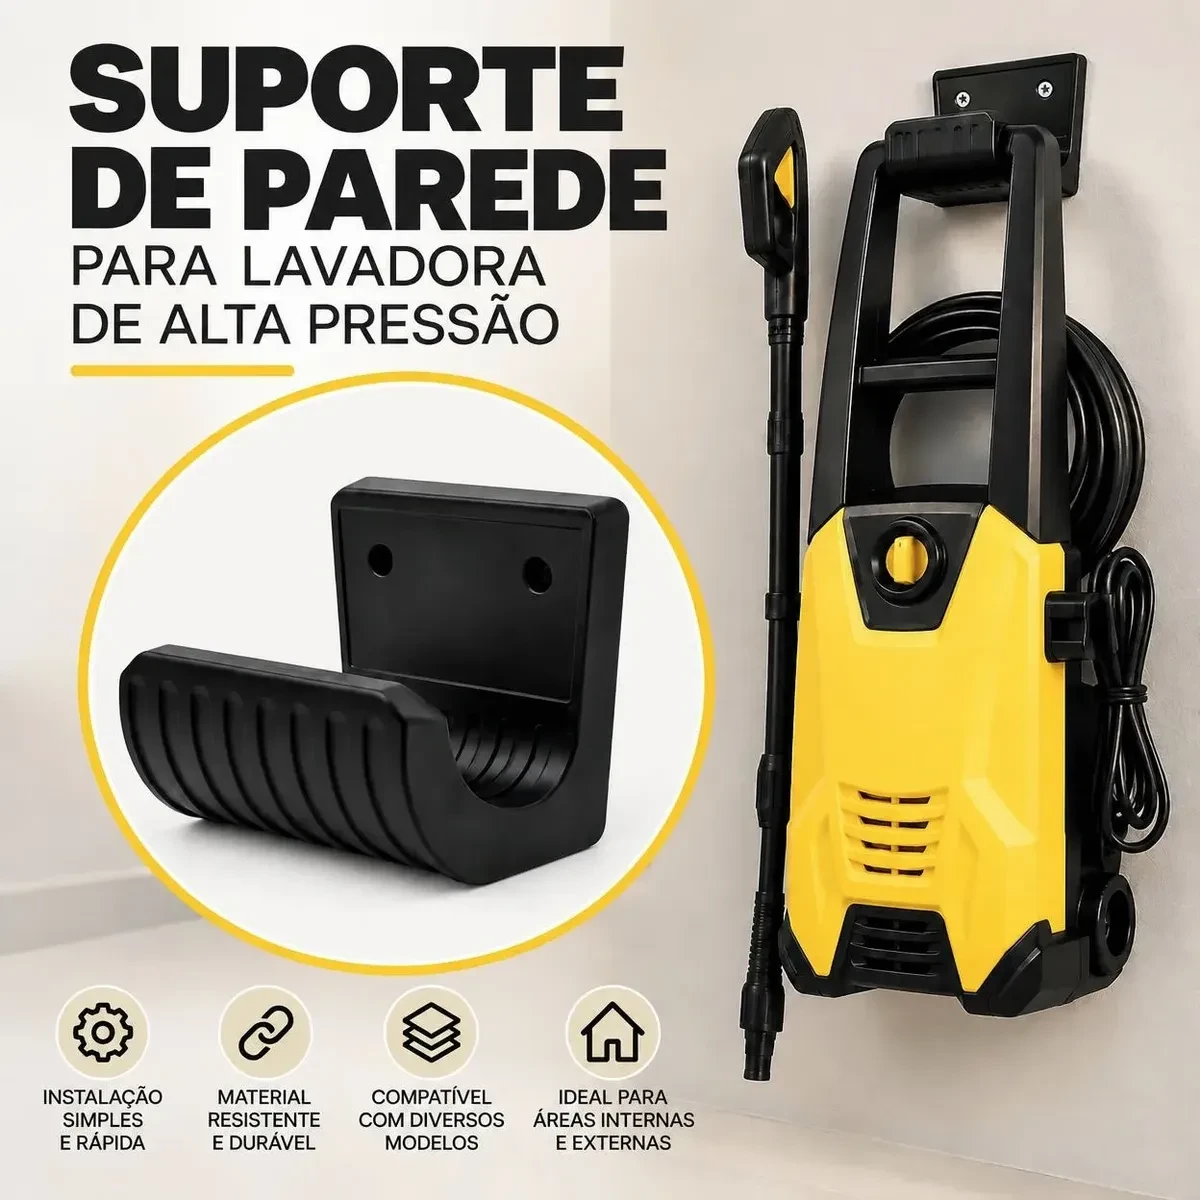 SUPORTE
DE PAREDE
PARA LAVADORA
DE ALTA PRESSÃO
INSTALAÇÃO
SIMPLES
E RÁPIDA
MATERIAL
RESISTENTE
E DURÁVEL
COMPATÍVEL
COM DIVERSOS
MODELOS
IDEAL PARA
ÁREAS INTERNAS
E EXTERNAS